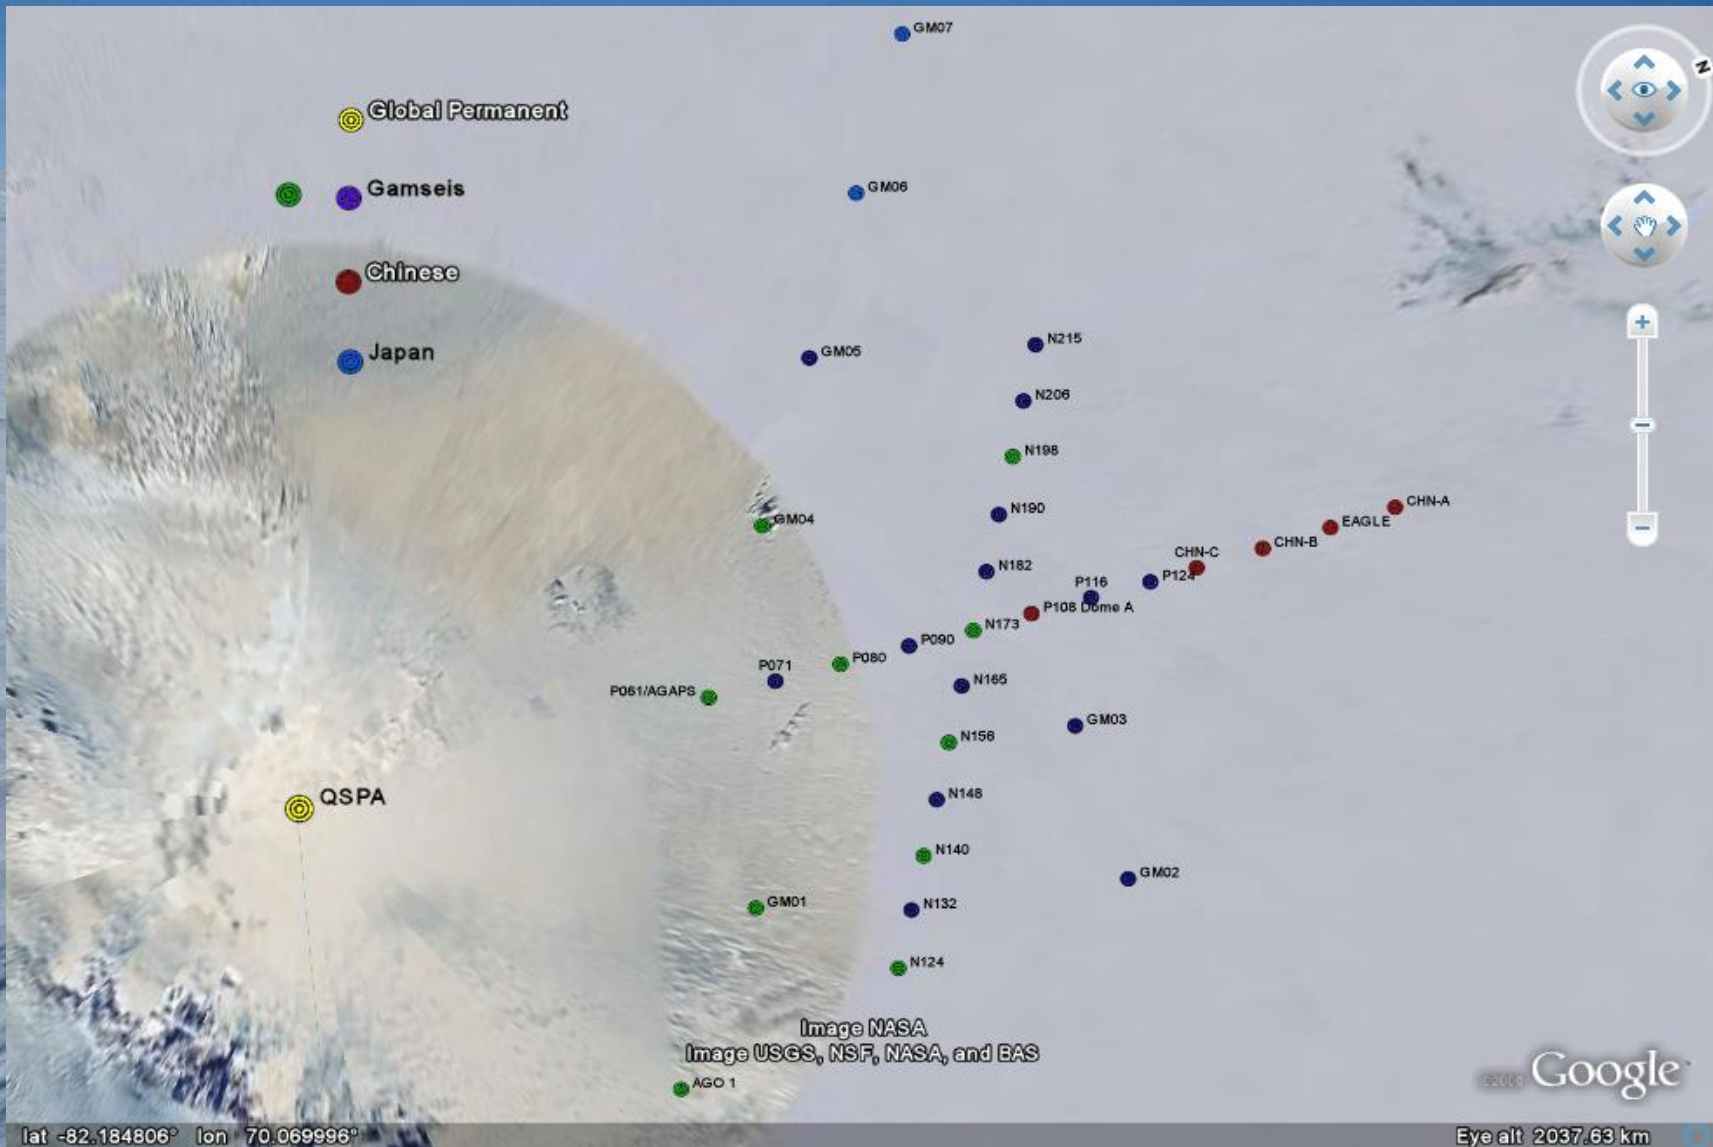 GM07
N
Global Permanent
GM06
Gamseis
Chinese
N215
Japan
GM05
N206
N198
CHN-A
N190
GM04
EAGLE
CHN-B
CHN-C
N182
P116
P124
P108 Dome A
N173
P090
P080
P071
N165
P061/AGAPS
GM03
N156
QSPA
N148
N140
GM02
GM01
N132
N124
Image NASA
Image USGS, NSF, NASA, and BAS
Google
AGO 1
lat -82.184806° lon 70.069996°
Eye alt 2037.63 km